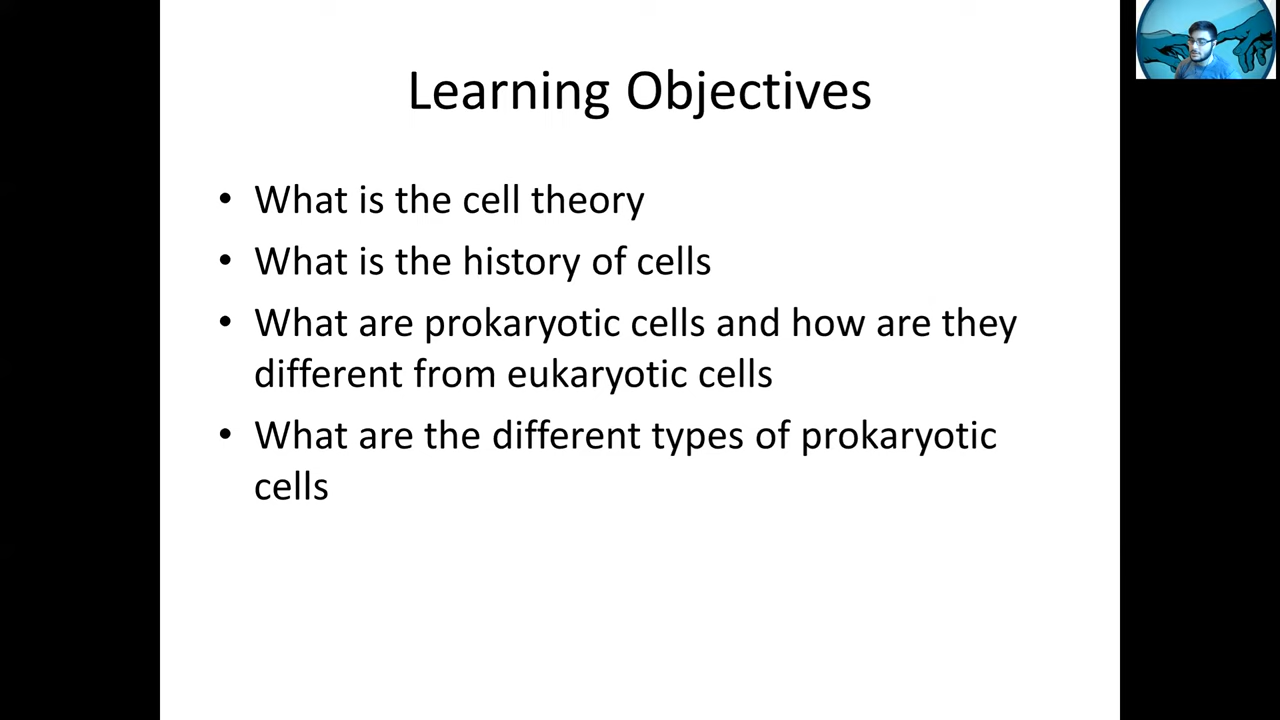 Learning Objectives
• What is the cell theory
• What is the history of cells
• What are prokaryotic cells and how are they
different from eukaryotic cells
• What are the different types of prokaryotic
cells